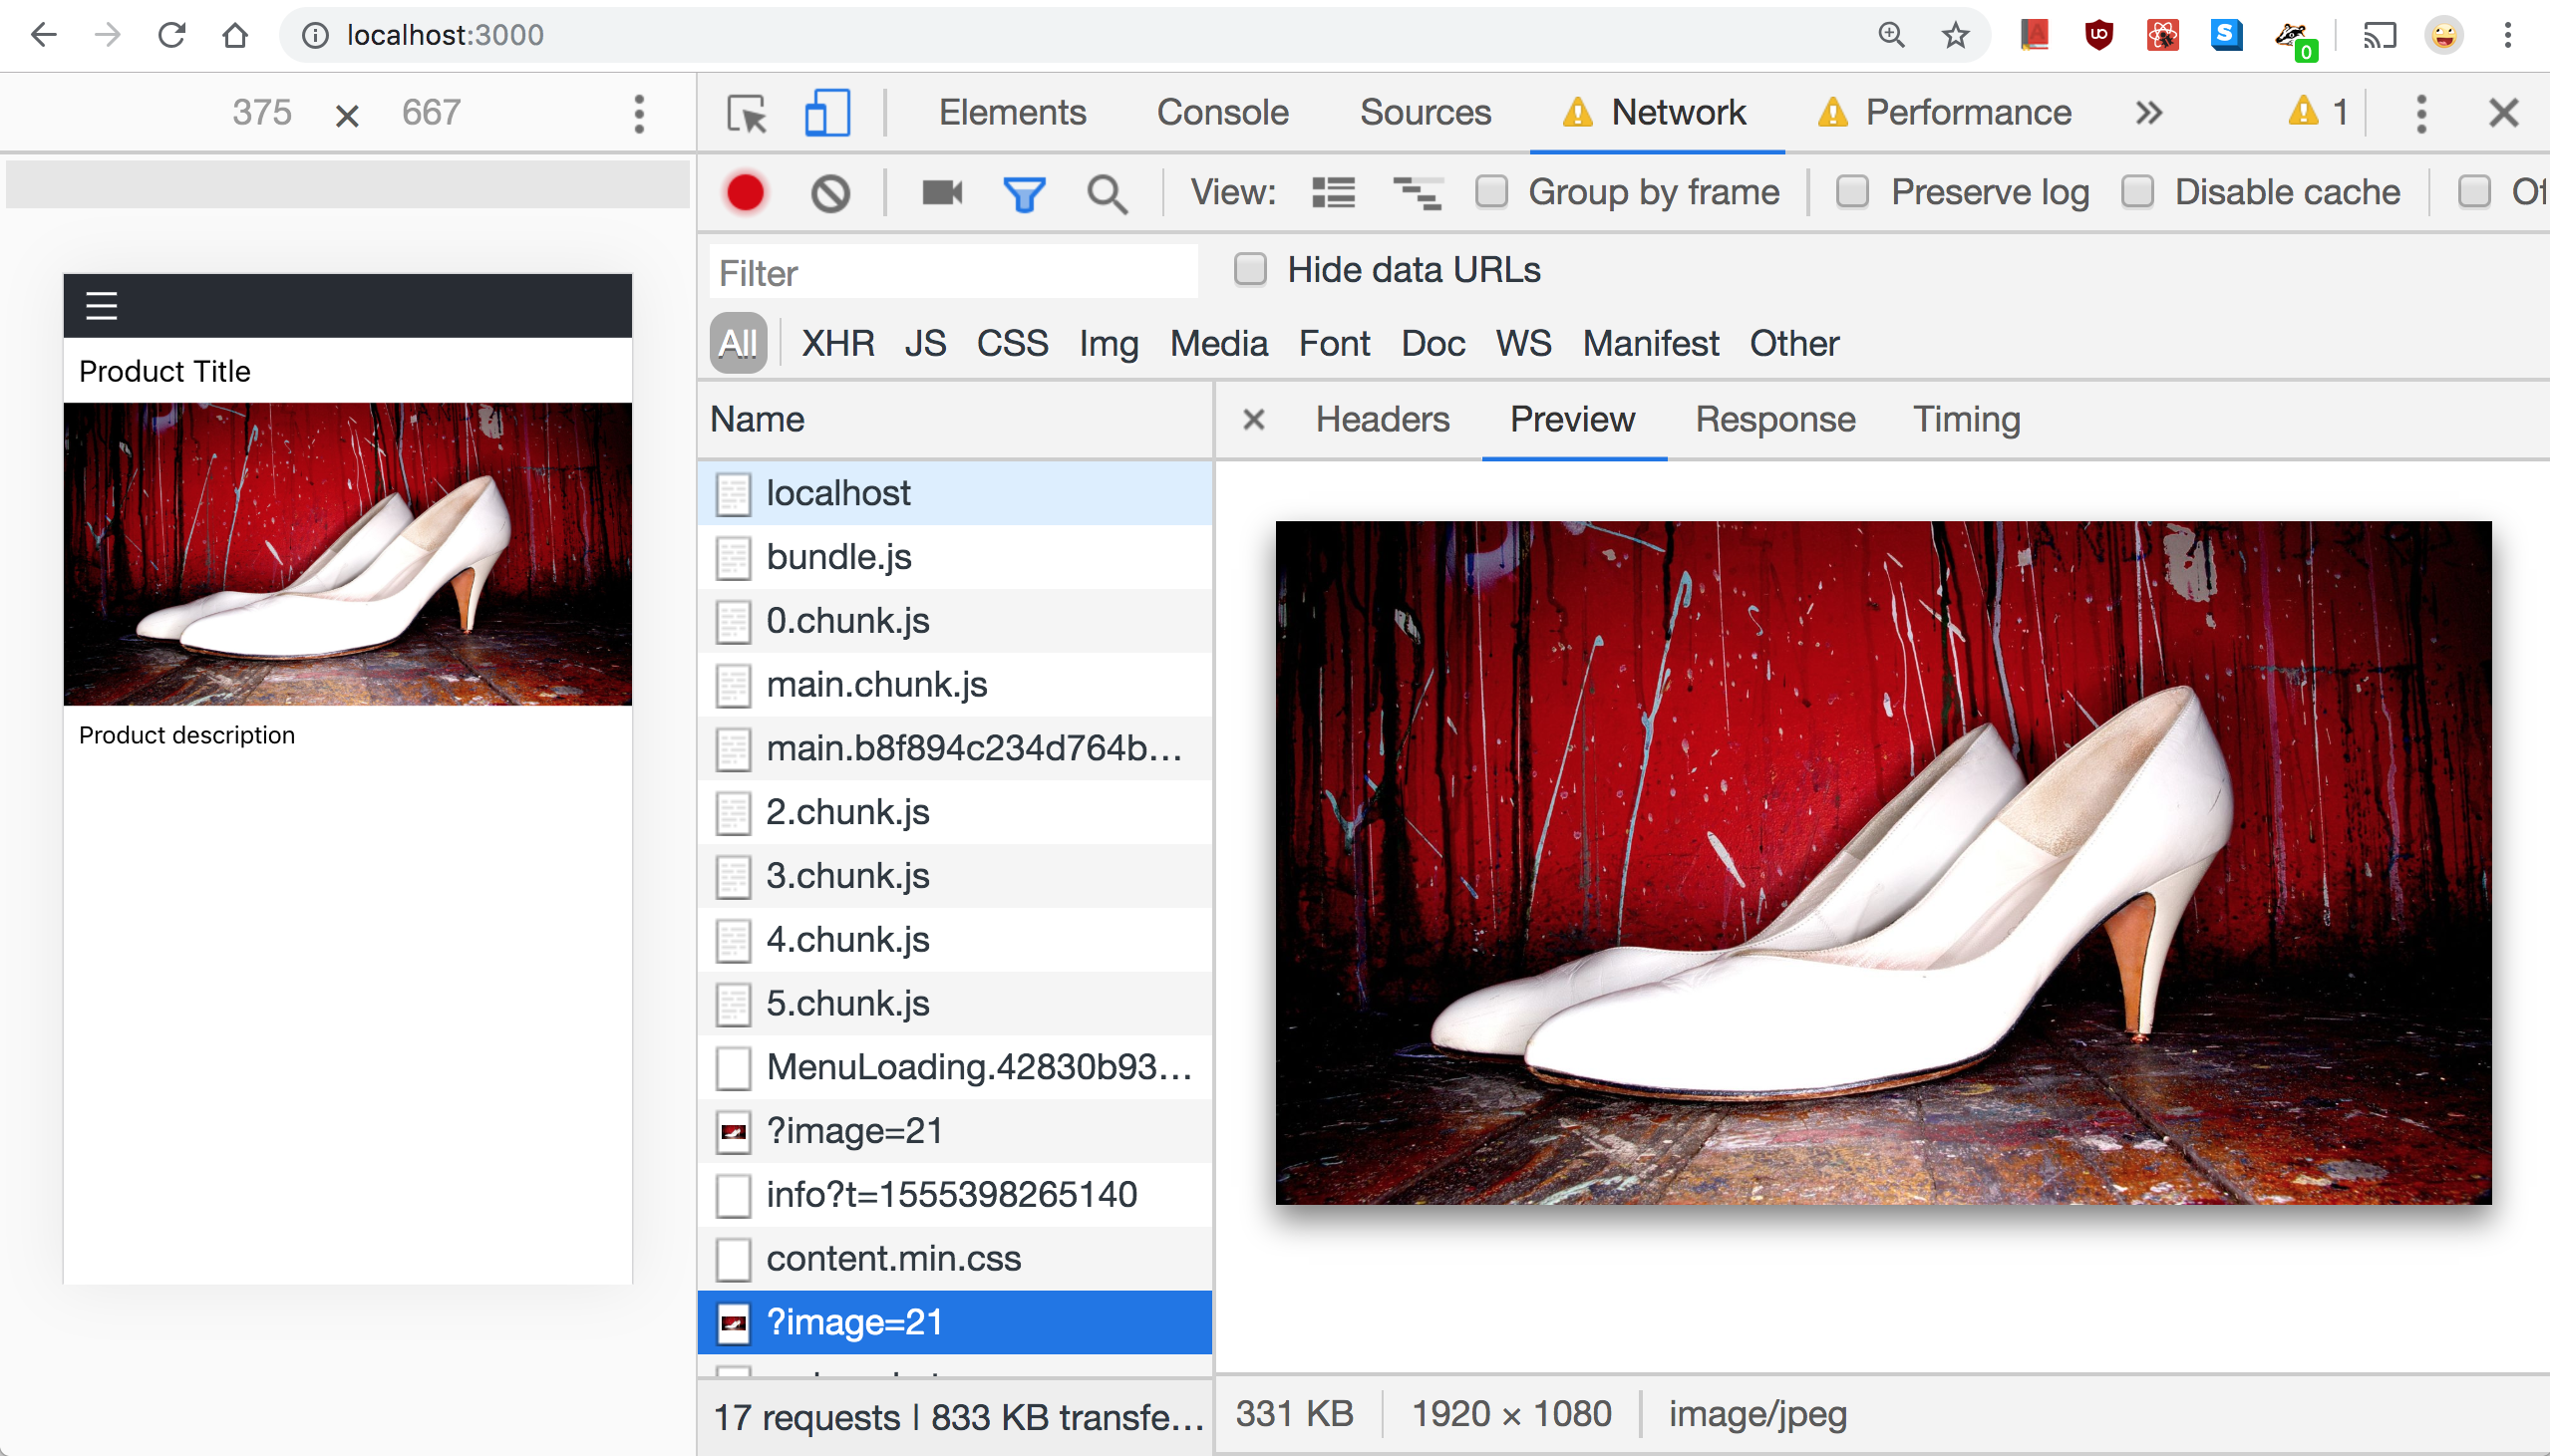 localhost:3000
0
375 × 667
Elements Console Sources Network Performance » 1
View: Group by frame Preserve log Disable cache
Filter Hide data URLs
All XHR JS CSS Img Media Font Doc WS Manifest Other
Product Title
Product description
Name
localhost
bundle.js
0.chunk.js
main.chunk.js
main.b8f894c234d764b…
2.chunk.js
3.chunk.js
4.chunk.js
5.chunk.js
MenuLoading.42830b93…
?image=21
info?t=1555398265140
content.min.css
?image=21
17 requests | 833 KB transfe…
× Headers Preview Response Timing
331 KB 1920 × 1080 image/jpeg